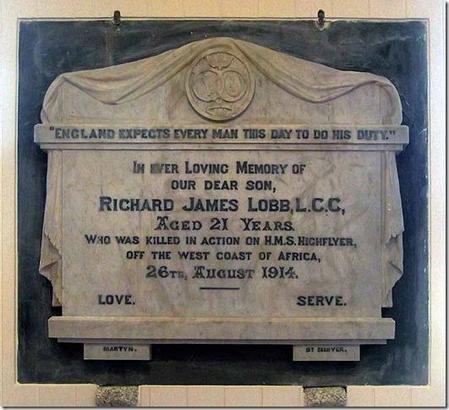 "ENGLAND EXPECTS EVERY MAN THIS DAY TO DO HIS DUTY."
IN EVER LOVING MEMORY OF
OUR DEAR SON,
RICHARD JAMES LOBB, L.C.C,
AGED 21 YEARS.
WHO WAS KILLED IN ACTION ON H.M.S. HIGHFLYER,
OFF THE WEST COAST OF AFRICA,
26TH, AUGUST 1914.
LOVE. SERVE.
MARTYN.